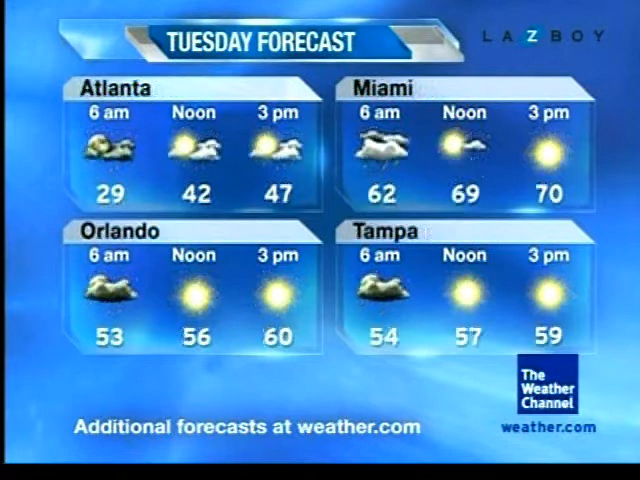 TUESDAY FORECAST
LA Z BOY
Atlanta
6 am Noon 3 pm
29 42 47
Miami
6 am Noon 3 pm
62 69 70
Orlando
6 am Noon 3 pm
53 56 60
Tampa
6 am Noon 3 pm
54 57 59
The
Weather
Channel
Additional forecasts at weather.com
weather.com